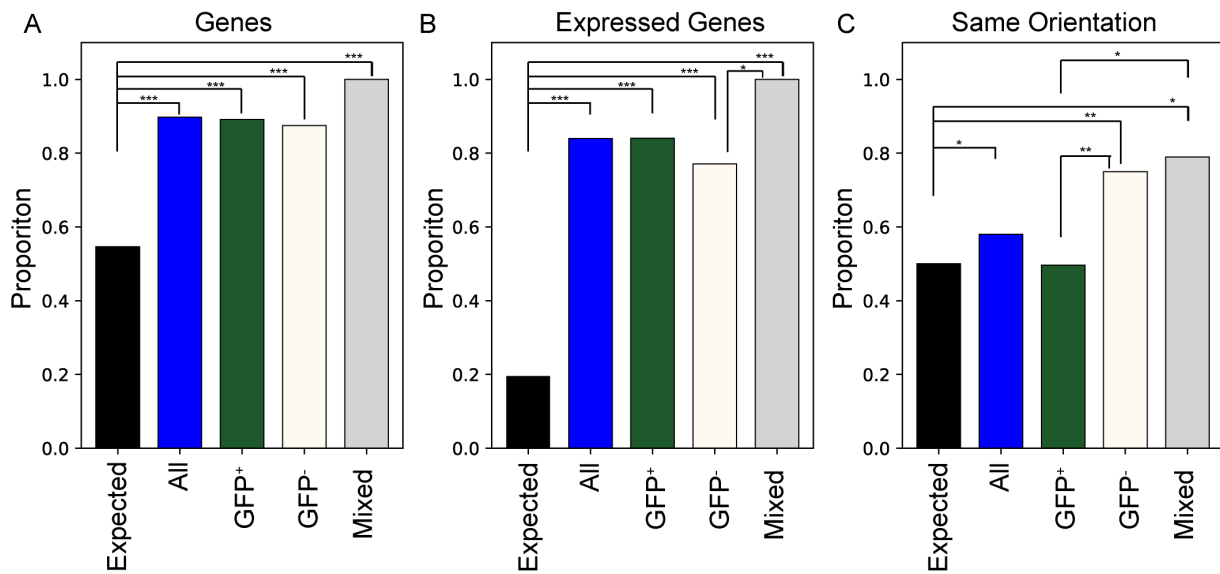 A Genes
Proporiton
1.0
0.8
0.6
0.4
0.2
0.0
***
***
***
***
Expected
All
GFP⁺
GFP⁻
Mixed
B Expressed Genes
Proporiton
1.0
0.8
0.6
0.4
0.2
0.0
***
***
*
***
***
Expected
All
GFP⁺
GFP⁻
Mixed
C Same Orientation
Proporiton
1.0
0.8
0.6
0.4
0.2
0.0
*
*
**
*
**
Expected
All
GFP⁺
GFP⁻
Mixed